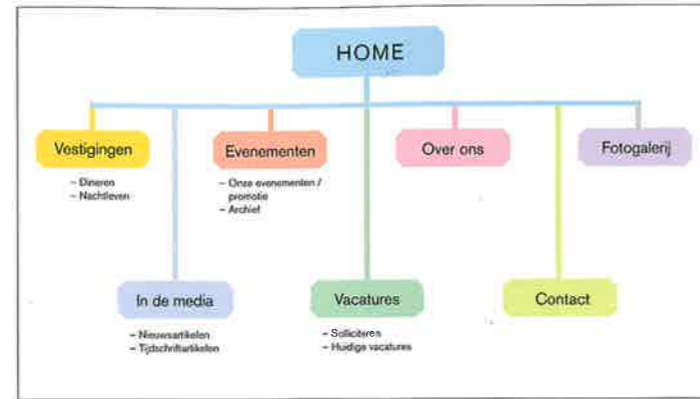 HOME
Vestigingen
– Dineren
– Nachtleven
Evenementen
– Onze evenementen /
promotie
– Archief
Over ons
Fotogalerij
In de media
– Nieuwsartikelen
– Tijdschriftartikelen
Vacatures
– Solliciteren
– Huidige vacatures
Contact